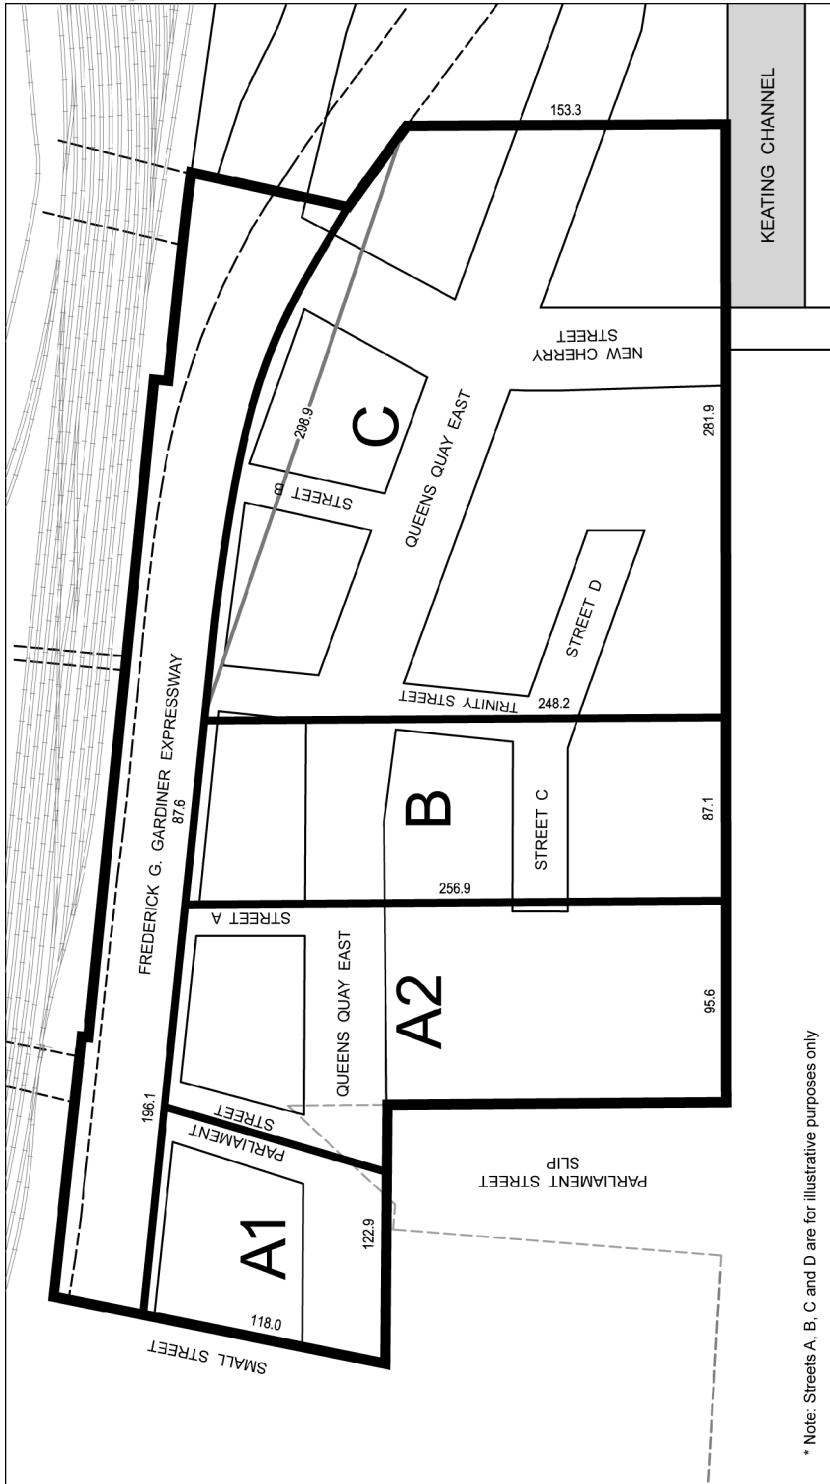 153.3
KEATING CHANNEL
NEW CHERRY
STREET
298.9
C
QUEENS QUAY EAST
281.9
STREET B
STREET D
TRINITY STREET
248.2
FREDERICK G. GARDINER EXPRESSWAY
87.6
B
STREET C
87.1
256.9
STREET A
QUEENS QUAY EAST
A2
95.6
196.1
PARLIAMENT STREET
PARLIAMENT STREET
SLIP
A1
122.9
118.0
SMALL STREET
* Note: Streets A, B, C and D are for illustrative purposes only